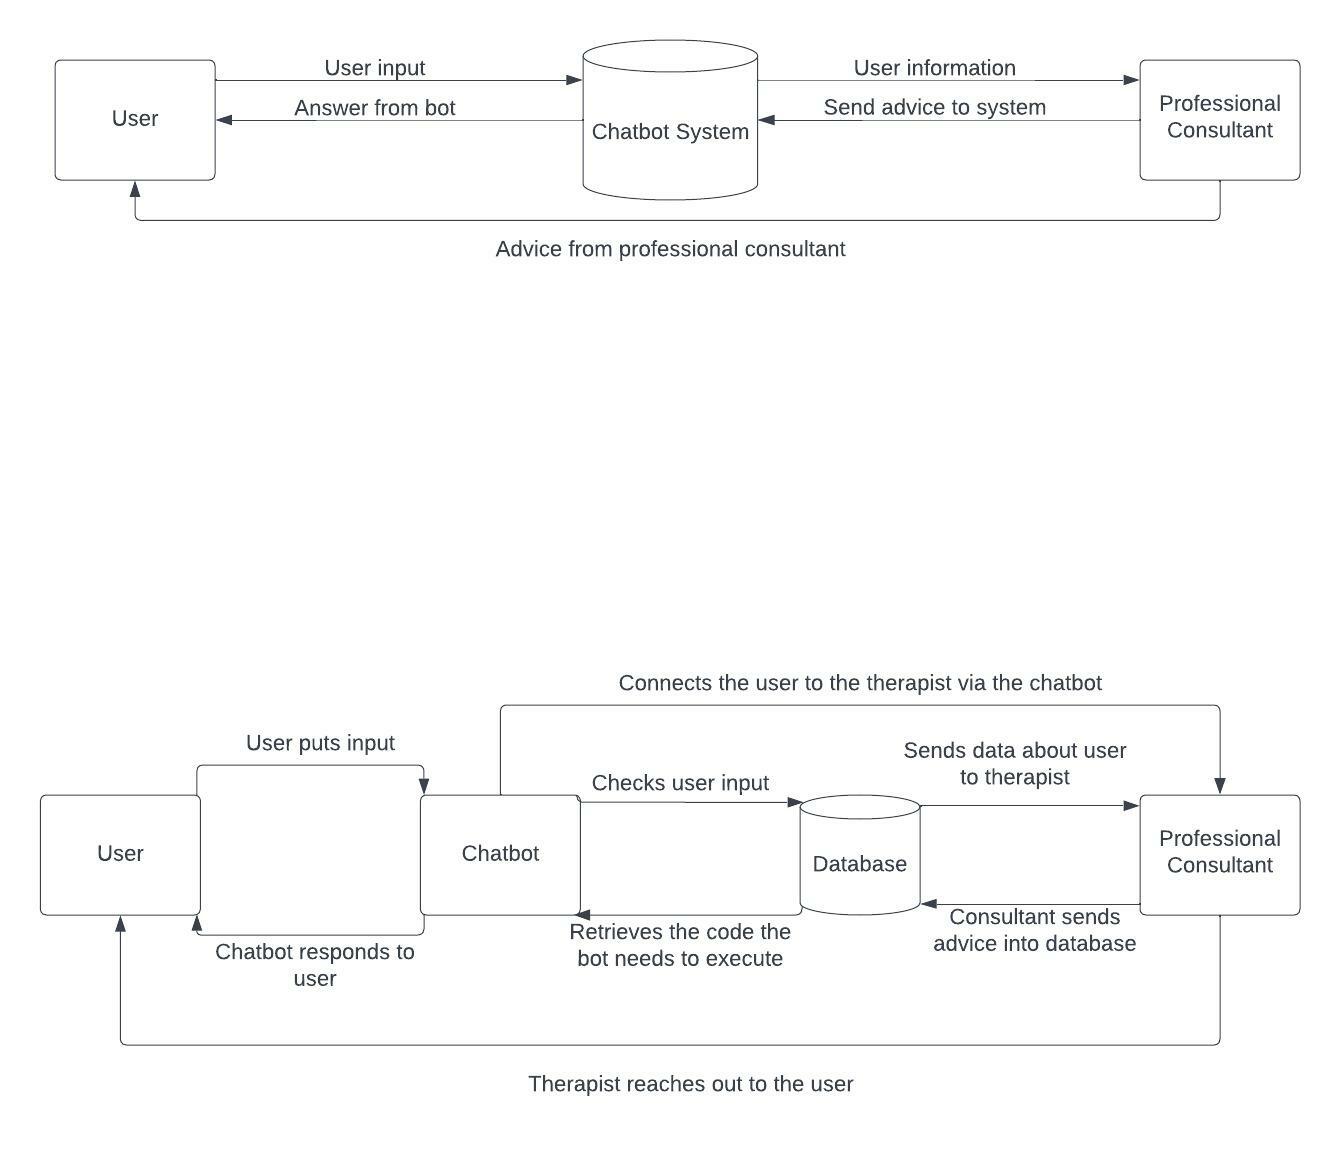 User input
User information
User
Answer from bot
Chatbot System
Send advice to system
Professional
Consultant
Advice from professional consultant
Connects the user to the therapist via the chatbot
User puts input
Sends data about user
to therapist
Checks user input
User
Chatbot
Database
Professional
Consultant
Chatbot responds to
user
Retrieves the code the
bot needs to execute
Consultant sends
advice into database
Therapist reaches out to the user